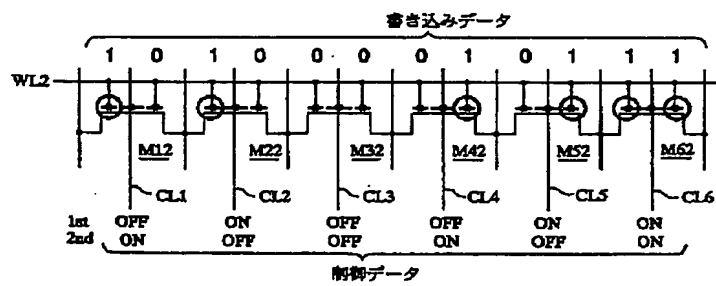 書き込みデータ
1 0 1 0 0 0 0 1 0 1 1 1
WL2
M12 M22 M32 M42 M52 M62
CL1 CL2 CL3 CL4 CL5 CL6
1st OFF ON OFF OFF ON ON
2nd ON OFF OFF ON OFF ON
制御データ